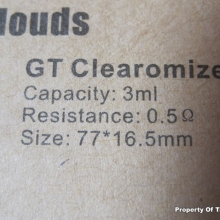 louds
GT Clearomize
Capacity: 3ml
Resistance: 0.5Ω
Size: 77*16.5mm
Property Of T